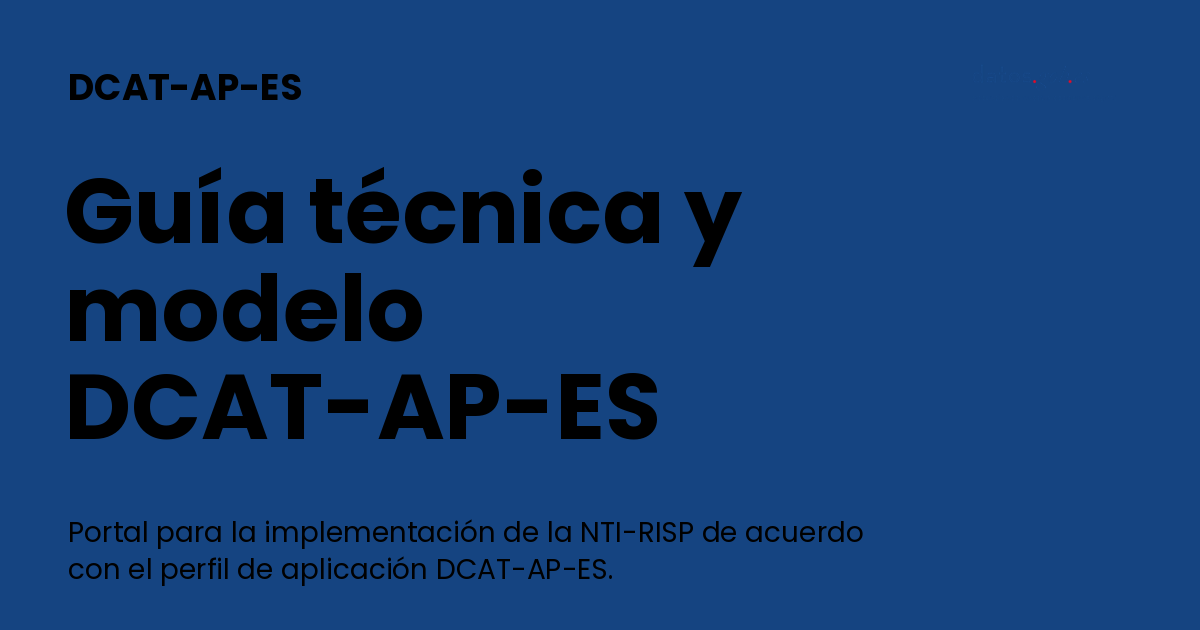 DCAT-AP-ES
Guía técnica y
modelo
DCAT-AP-ES
Portal para la implementación de la NTI-RISP de acuerdo
con el perfil de aplicación DCAT-AP-ES.